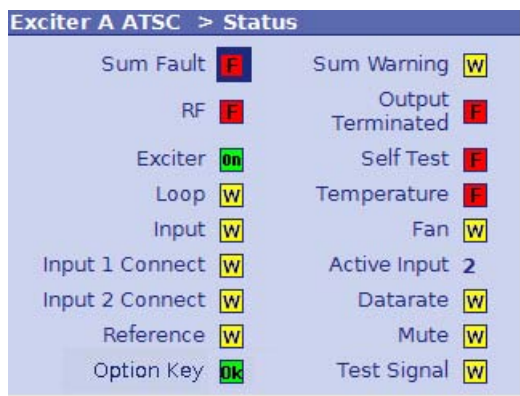 Exciter A ATSC > Status
Sum Fault F Sum Warning W
RF F Output Terminated F
Exciter On Self Test F
Loop W Temperature F
Input W Fan W
Input 1 Connect W Active Input 2
Input 2 Connect W Datarate W
Reference W Mute W
Option Key Ok Test Signal W